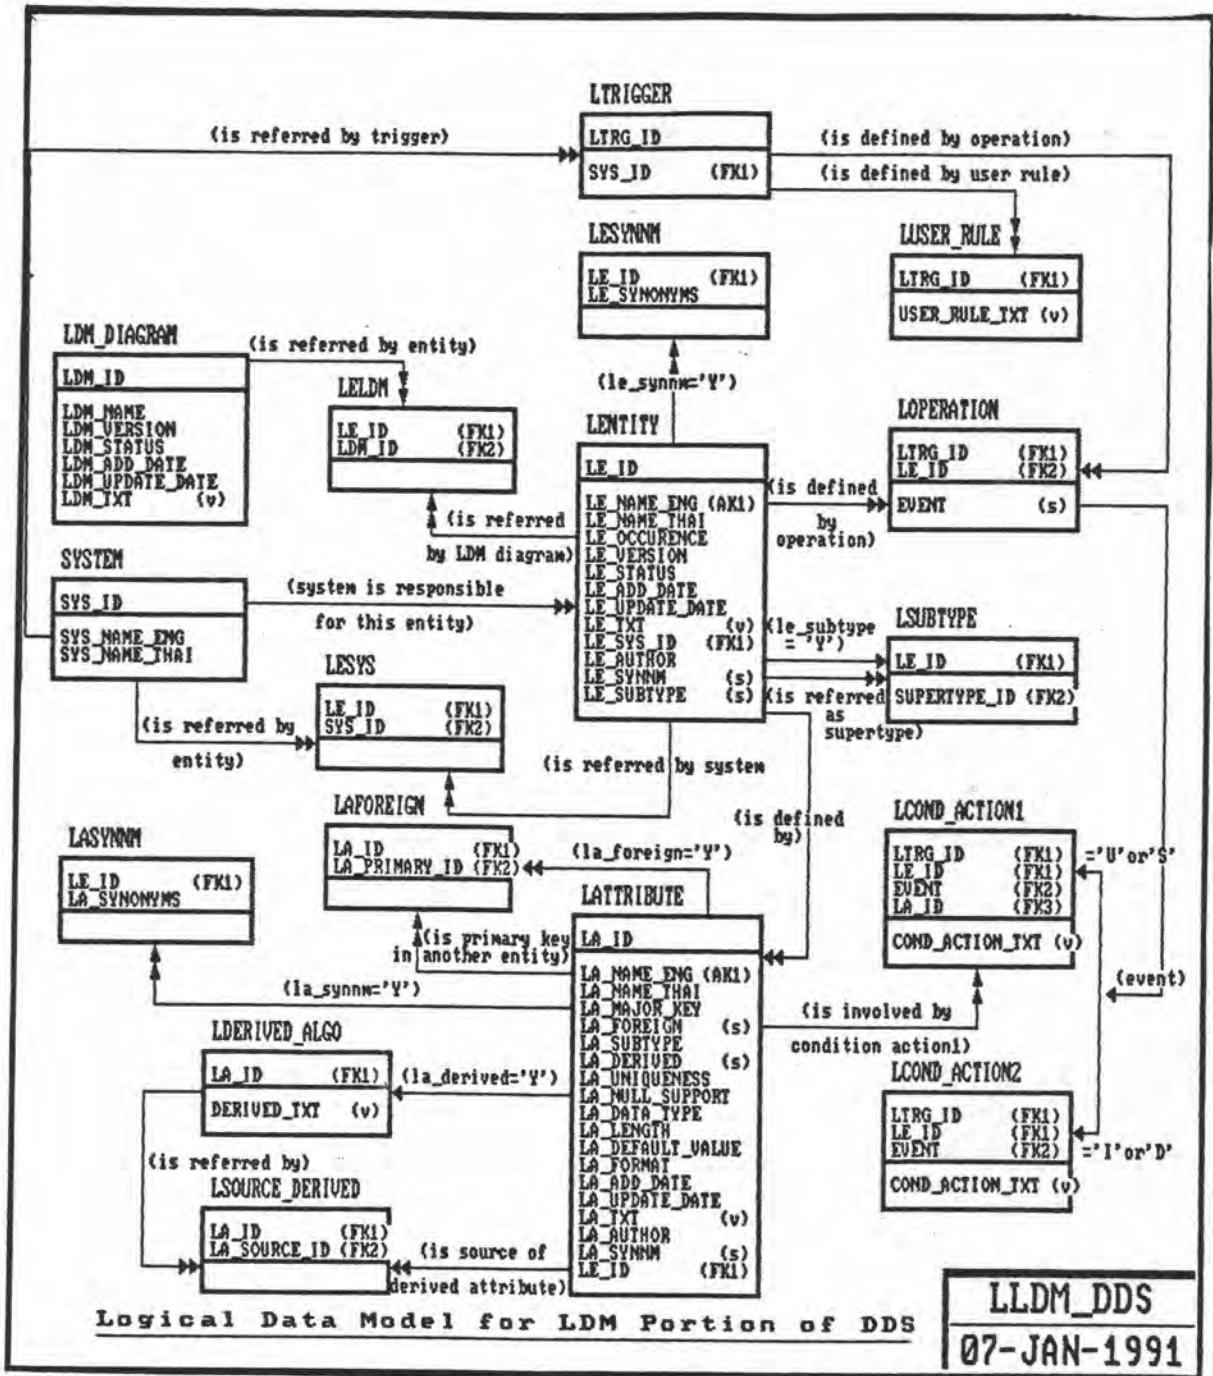 LTRIGGER
LTRG_ID
SYS_ID (FK1)
(is referred by trigger)
(is defined by operation)
(is defined by user rule)
LESYNNM
LE_ID (FK1)
LE_SYNONYMS
LUSER_RULE
LTRG_ID (FK1)
USER_RULE_TXT (v)
LDM_DIAGRAM
LDM_ID
LDM_NAME
LDM_VERSION
LDM_STATUS
LDM_ADD_DATE
LDM_UPDATE_DATE
LDM_TXT (v)
(is referred by entity)
LELDM
LE_ID (FK1)
LDM_ID (FK2)
(le_synnm='Y')
LENTITY
LE_ID
LE_NAME_ENG (AK1)
LE_NAME_THAI
LE_OCCURENCE
LE_VERSION
LE_STATUS
LE_ADD_DATE
LE_UPDATE_DATE
LE_TXT (v)
LE_SYS_ID (FK1)
LE_AUTHOR
LE_SYNNM (s)
LE_SUBTYPE (s)
LOPERATION
LTRG_ID (FK1)
LE_ID (FK2)
EVENT (s)
(is defined
by
operation)
(is referred
by LDM diagram)
SYSTEM
SYS_ID
SYS_NAME_ENG
SYS_NAME_THAI
(system is responsible
for this entity)
(le_subtype
= 'Y')
LSUBTYPE
LE_ID (FK1)
SUPERTYPE_ID (FK2)
(is referred
as
supertype)
LESYS
LE_ID (FK1)
SYS_ID (FK2)
(is referred by
entity)
(is referred by system
LAFOREIGN
LA_ID (FK1)
LA_PRIMARY_ID (FK2)
(la_foreign='Y')
(is defined
by)
LCOND_ACTION1
LTRG_ID (FK1)
LE_ID (FK1)
EVENT (FK2)
LA_ID (FK3)
COND_ACTION_TXT (v)
='U'or'S'
LASYNNM
LE_ID (FK1)
LA_SYNONYMS
(is primary key
in another entity)
LATTRIBUTE
LA_ID
LA_NAME_ENG (AK1)
LA_NAME_THAI
LA_MAJOR_KEY
LA_FOREIGN (s)
LA_SUBTYPE
LA_DERIVED (s)
LA_UNIQUENESS
LA_NULL_SUPPORT
LA_DATA_TYPE
LA_LENGTH
LA_DEFAULT_VALUE
LA_FORMAT
LA_ADD_DATE
LA_UPDATE_DATE
LA_TXT (v)
LA_AUTHOR
LA_SYNNM (s)
LE_ID (FK1)
(la_synnm='Y')
(event)
(is involved by
condition action1)
LDERIVED_ALGO
LA_ID (FK1)
DERIVED_TXT (v)
(la_derived='Y')
LCOND_ACTION2
LTRG_ID (FK1)
LE_ID (FK1)
EVENT (FK2)
COND_ACTION_TXT (v)
='I'or'D'
(is referred by)
LSOURCE_DERIVED
LA_ID (FK1)
LA_SOURCE_ID (FK2)
(is source of
derived attribute)
Logical Data Model for LDM Portion of DDS
LLDM_DDS
07-JAN-1991